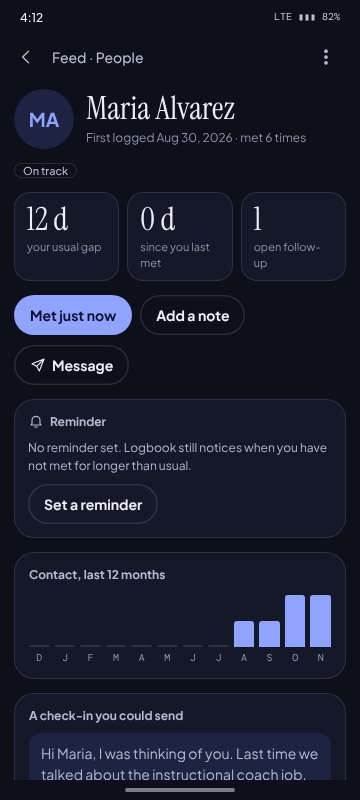 4:12
LTE 82%
Feed · People
MA
Maria Alvarez
First logged Aug 30, 2026 · met 6 times
On track
12 d
your usual gap
0 d
since you last
met
1
open follow-
up
Met just now
Add a note
Message
Reminder
No reminder set. Logbook still notices when you have
not met for longer than usual.
Set a reminder
Contact, last 12 months
D J F M A M J J A S O N
A check-in you could send
Hi Maria, I was thinking of you. Last time we
talked about the instructional coach job.